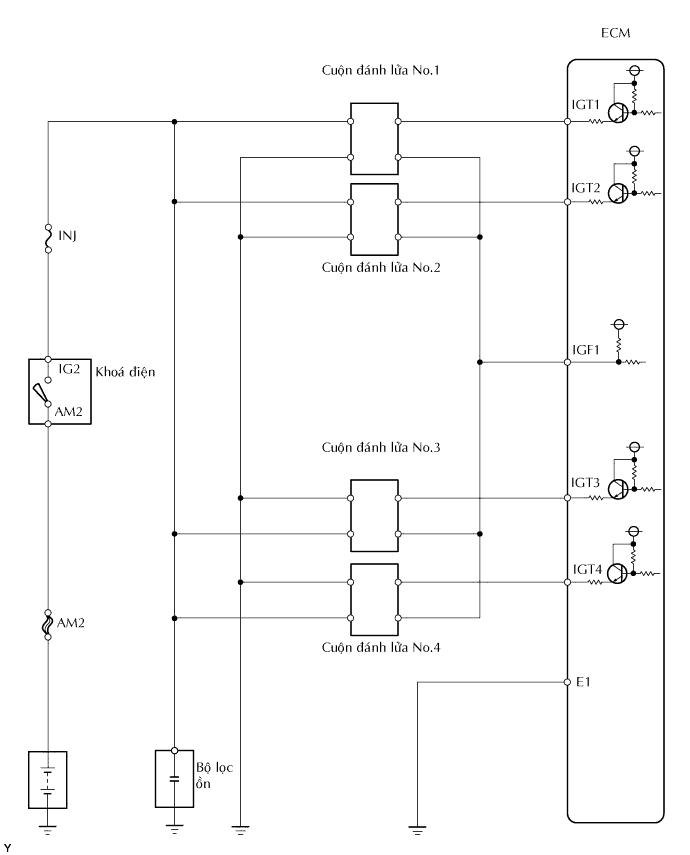 ECM
Cuộn đánh lửa No.1
IGT1
IGT2
INJ
Cuộn đánh lửa No.2
IGF1
IG2
Khoá điện
AM2
Cuộn đánh lửa No.3
IGT3
IGT4
AM2
Cuộn đánh lửa No.4
E1
Bộ lọc
ồn
Y